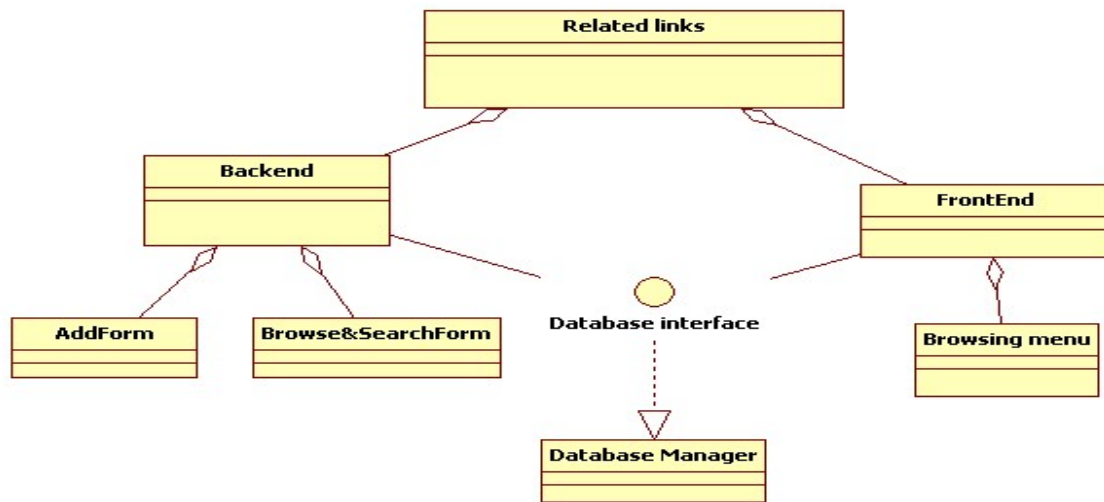 Related links
Backend
FrontEnd
AddForm
Browse&SearchForm
Database interface
Browsing menu
Database Manager